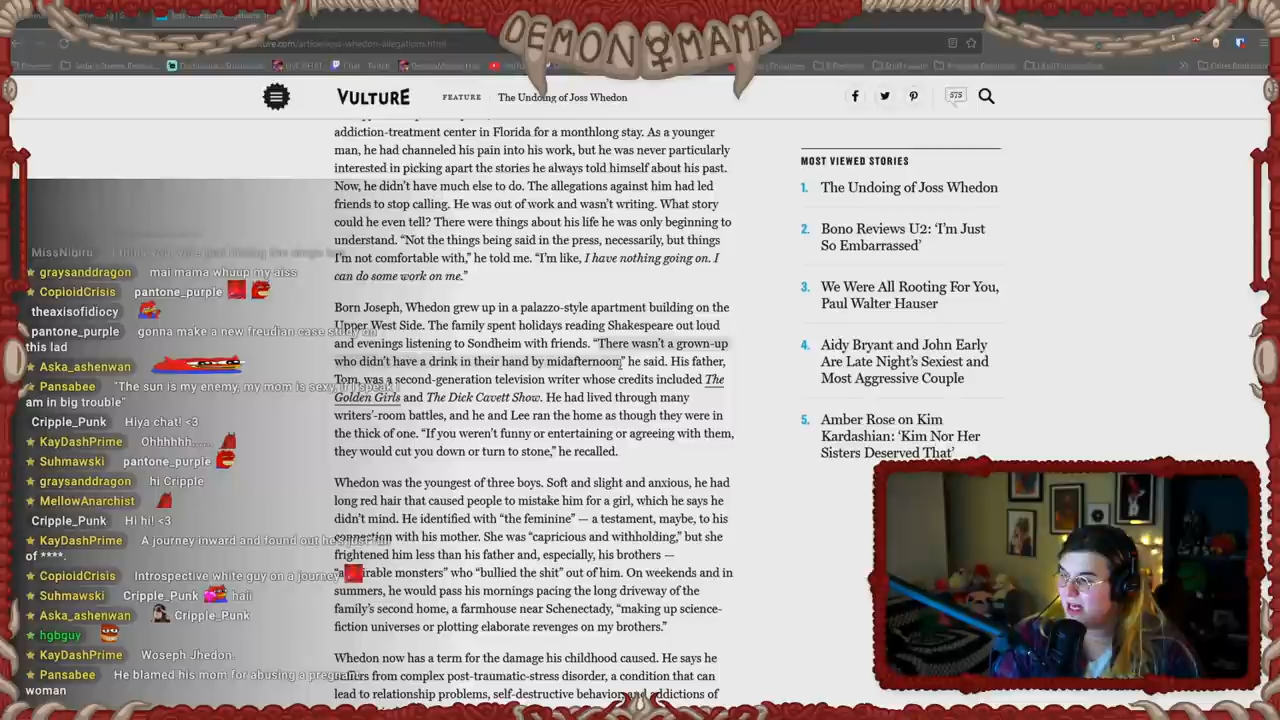 DEMON MAMA
VULTURE
FEATURE
The Undoing of Joss Whedon
575
addiction-treatment center in Florida for a monthlong stay. As a younger
man, he had channeled his pain into his work, but he was never particularly
interested in picking apart the stories he always told himself about his past.
Now, he didn't have much else to do. The allegations against him had led
friends to stop calling. He was out of work and wasn't writing. What story
could he even tell? There were things about his life he was only beginning to
understand. “Not the things being said in the press, necessarily, but things
I'm not comfortable with,” he told me. “I'm like, I have nothing going on. I
can do some work on me.”
Born Joseph, Whedon grew up in a palazzo-style apartment building on the
Upper West Side. The family spent holidays reading Shakespeare out loud
and evenings listening to Sondheim with friends. “There wasn't a grown-up
who didn't have a drink in their hand by midafternoon,” he said. His father,
Tom, was a second-generation television writer whose credits included The
Golden Girls and The Dick Cavett Show. He had lived through many
writers'-room battles, and he and Lee ran the home as though they were in
the thick of one. “If you weren't funny or entertaining or agreeing with them,
they would cut you down or turn to stone,” he recalled.
Whedon was the youngest of three boys. Soft and slight and anxious, he had
long red hair that caused people to mistake him for a girl, which he says he
didn't mind. He identified with “the feminine” — a testament, maybe, to his
connection with his mother. She was “capricious and withholding,” but she
frightened him less than his father and, especially, his brothers —
rable monsters” who “bullied the shit” out of him. On weekends and in
summers, he would pass his mornings pacing the long driveway of the
family's second home, a farmhouse near Schenectady, “making up science-
fiction universes or plotting elaborate revenges on my brothers.”
Whedon now has a term for the damage his childhood caused. He says he
from complex post-traumatic-stress disorder, a condition that can
lead to relationship problems, self-destructive behavior, and addictions of
MOST VIEWED STORIES
1. The Undoing of Joss Whedon
2. Bono Reviews U2: ‘I'm Just
So Embarrassed’
3. We Were All Rooting For You,
Paul Walter Hauser
4. Aidy Bryant and John Early
Are Late Night's Sexiest and
Most Aggressive Couple
5. Amber Rose on Kim
Kardashian: ‘Kim Nor Her
Sisters Deserved That’
MissNibiru
graysanddragon mai mama whuup my aiss
CopioidCrisis pantone_purple
theaxisofidiocy
pantone_purple gonna make a new freudian case study on
this lad
Aska_ashenwan
Pansabee "The sun is my enemy, my mom is sexy, if I speak I
am in big trouble"
Cripple_Punk Hiya chat! <3
KayDashPrime Ohhhhhh.....
Suhmawski pantone_purple
graysanddragon hi Cripple
MellowAnarchist
Cripple_Punk Hi hi! <3
KayDashPrime A journey inward and found out he's
of ****.
CopioidCrisis Introspective white guy on a journey
Suhmawski Cripple_Punk haii
Aska_ashenwan Cripple_Punk
hgbguy
KayDashPrime Woseph Jhedon.
Pansabee He blamed his mom for abusing a pregnant
woman